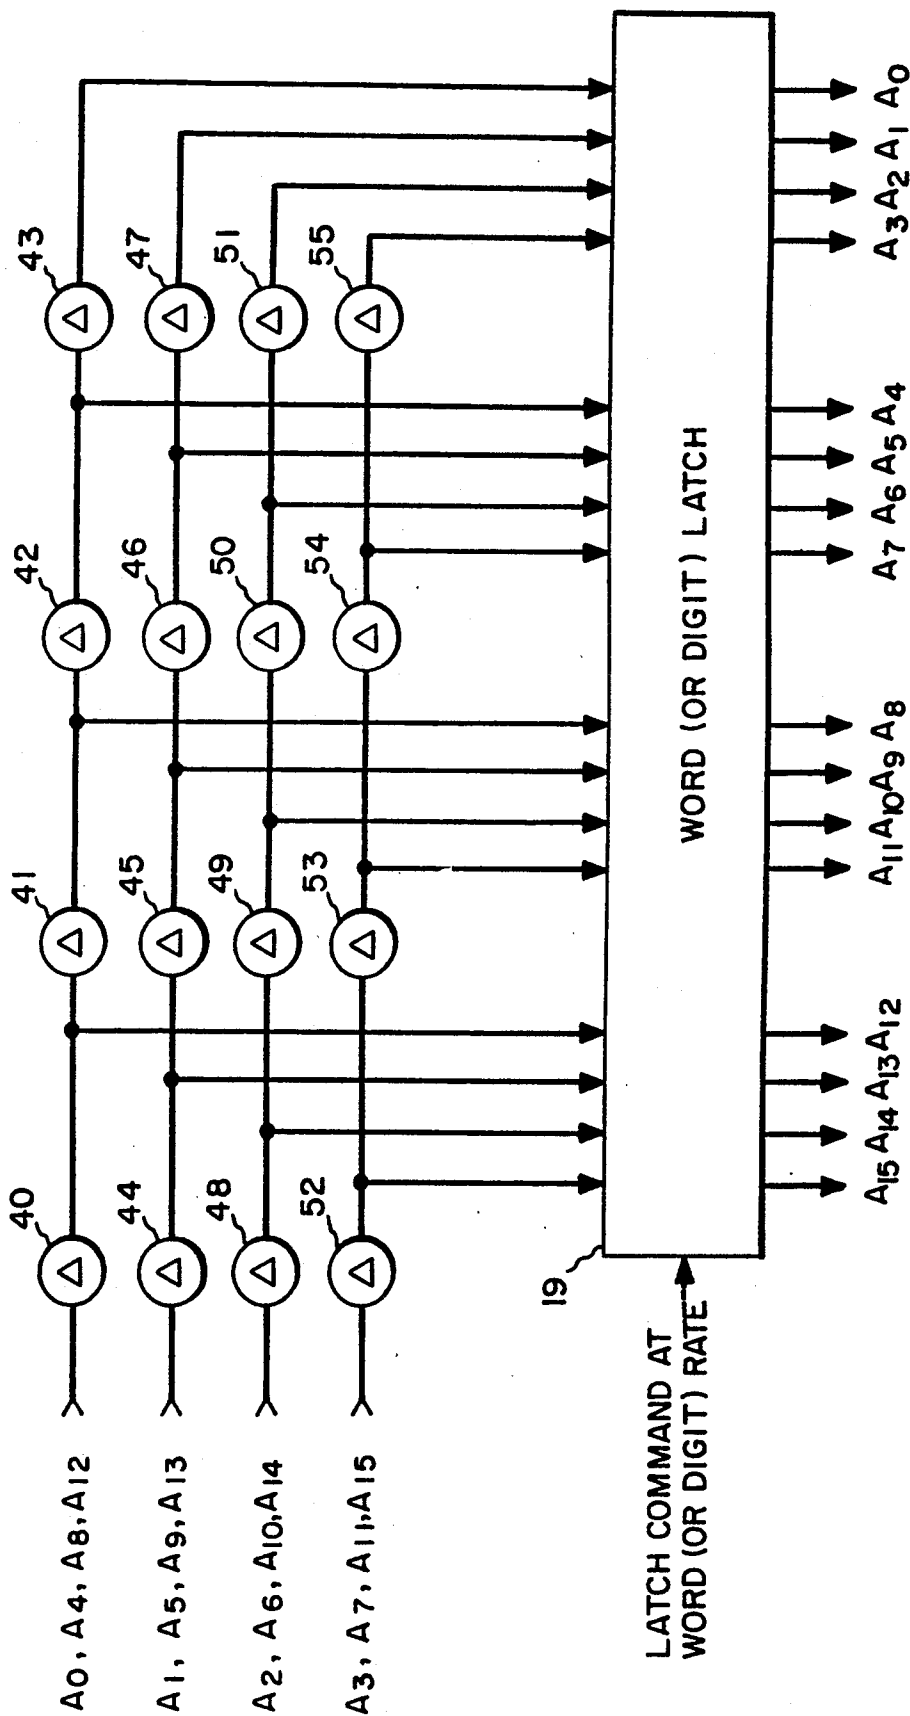 A0, A4, A8, A12
A1, A5, A9, A13
A2, A6, A10, A14
A3, A7, A11, A15
40
41
42
43
44
45
46
47
48
49
50
51
52
53
54
55
19
WORD (OR DIGIT) LATCH
LATCH COMMAND AT
WORD (OR DIGIT) RATE
A15 A14 A13 A12
A11 A10 A9 A8
A7 A6 A5 A4
A3 A2 A1 A0